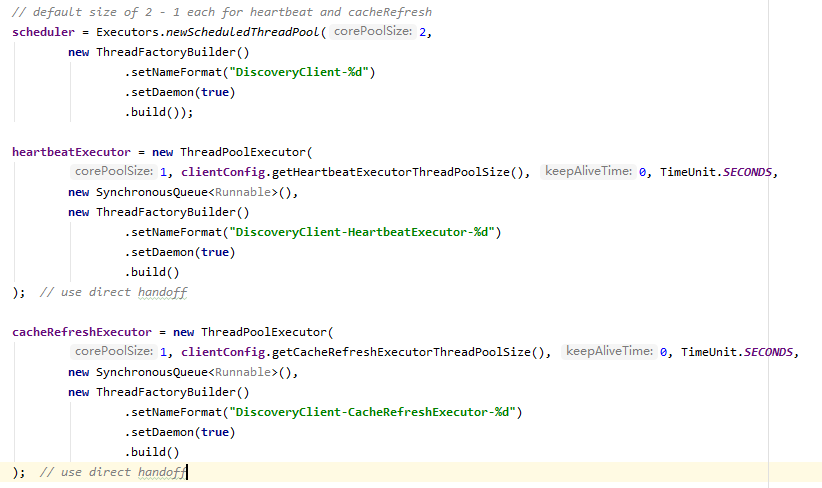 // default size of 2 - 1 each for heartbeat and cacheRefresh
scheduler = Executors.newScheduledThreadPool( corePoolSize: 2,
new ThreadFactoryBuilder()
.setNameFormat("DiscoveryClient-%d")
.setDaemon(true)
.build());
heartbeatExecutor = new ThreadPoolExecutor(
corePoolSize: 1, clientConfig.getHeartbeatExecutorThreadPoolSize(), keepAliveTime: 0, TimeUnit.SECONDS,
new SynchronousQueue<Runnable>(),
new ThreadFactoryBuilder()
.setNameFormat("DiscoveryClient-HeartbeatExecutor-%d")
.setDaemon(true)
.build()
); // use direct handoff
cacheRefreshExecutor = new ThreadPoolExecutor(
corePoolSize: 1, clientConfig.getCacheRefreshExecutorThreadPoolSize(), keepAliveTime: 0, TimeUnit.SECONDS,
new SynchronousQueue<Runnable>(),
new ThreadFactoryBuilder()
.setNameFormat("DiscoveryClient-CacheRefreshExecutor-%d")
.setDaemon(true)
.build()
); // use direct handoff